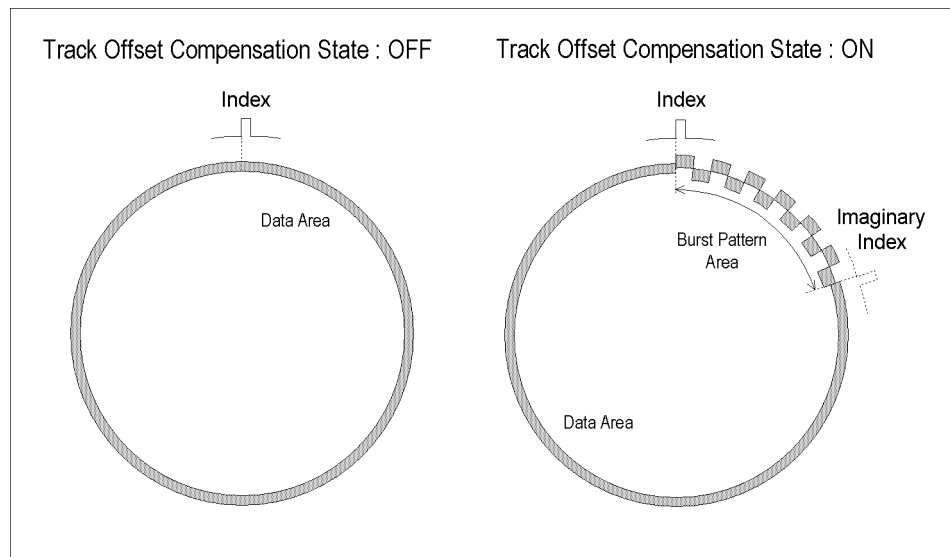 Track Offset Compensation State : OFF
Index
Data Area
Track Offset Compensation State : ON
Index
Imaginary
Index
Burst Pattern
Area
Data Area